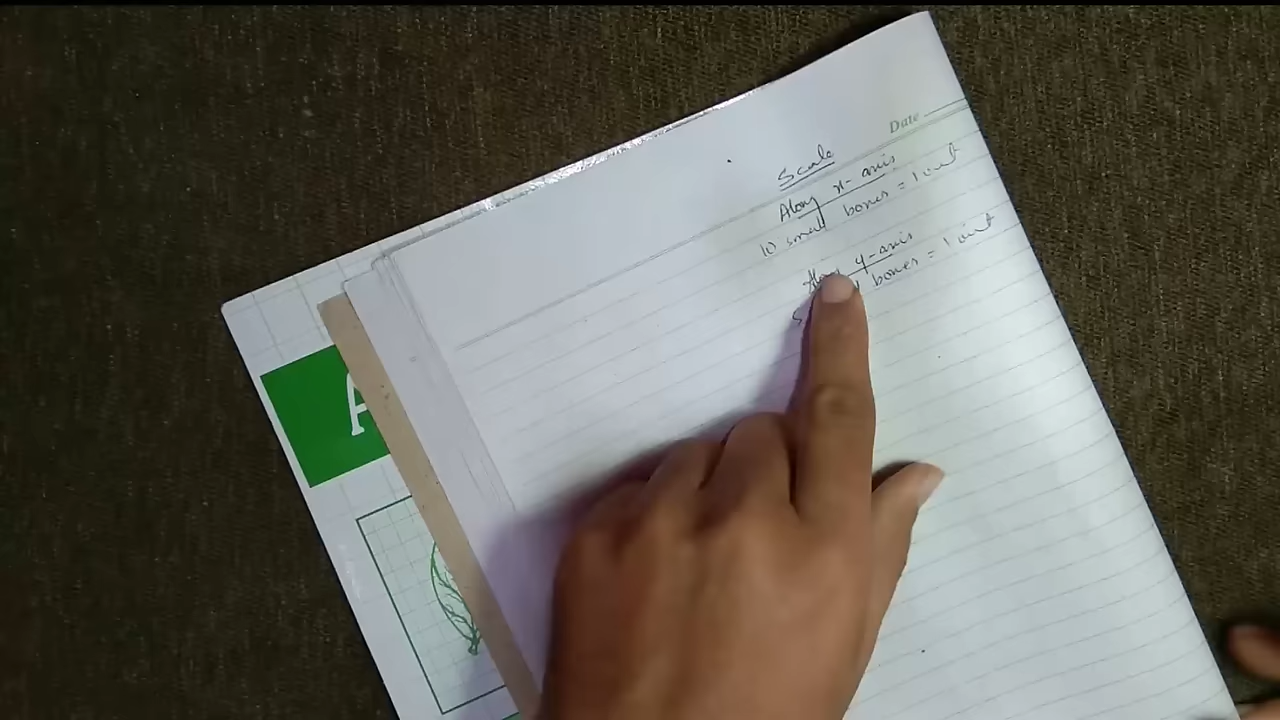 Date
Scale
Along x-axis
10 small boxes = 1 unit
Along y-axis
boxes = 1 unit
A